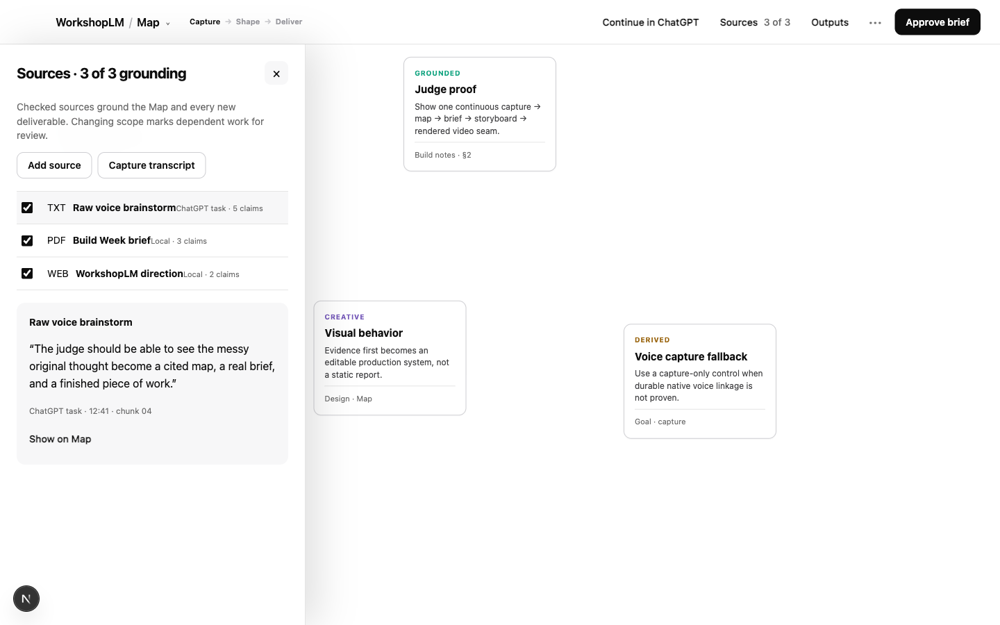 WorkshopLM / Map
Capture → Shape → Deliver
Continue in ChatGPT
Sources 3 of 3
Outputs
Approve brief
Sources · 3 of 3 grounding
Checked sources ground the Map and every new
deliverable. Changing scope marks dependent work for
review.
Add source
Capture transcript
TXT Raw voice brainstormChatGPT task · 5 claims
PDF Build Week briefLocal · 3 claims
WEB WorkshopLM directionLocal · 2 claims
Raw voice brainstorm
“The judge should be able to see the messy
original thought become a cited map, a real brief,
and a finished piece of work.”
ChatGPT task · 12:41 · chunk 04
Show on Map
N
GROUNDED
Judge proof
Show one continuous capture →
map → brief → storyboard →
rendered video seam.
Build notes · §2
CREATIVE
Visual behavior
Evidence first becomes an
editable production system, not
a static report.
Design · Map
DERIVED
Voice capture fallback
Use a capture-only control when
durable native voice linkage is
not proven.
Goal · capture